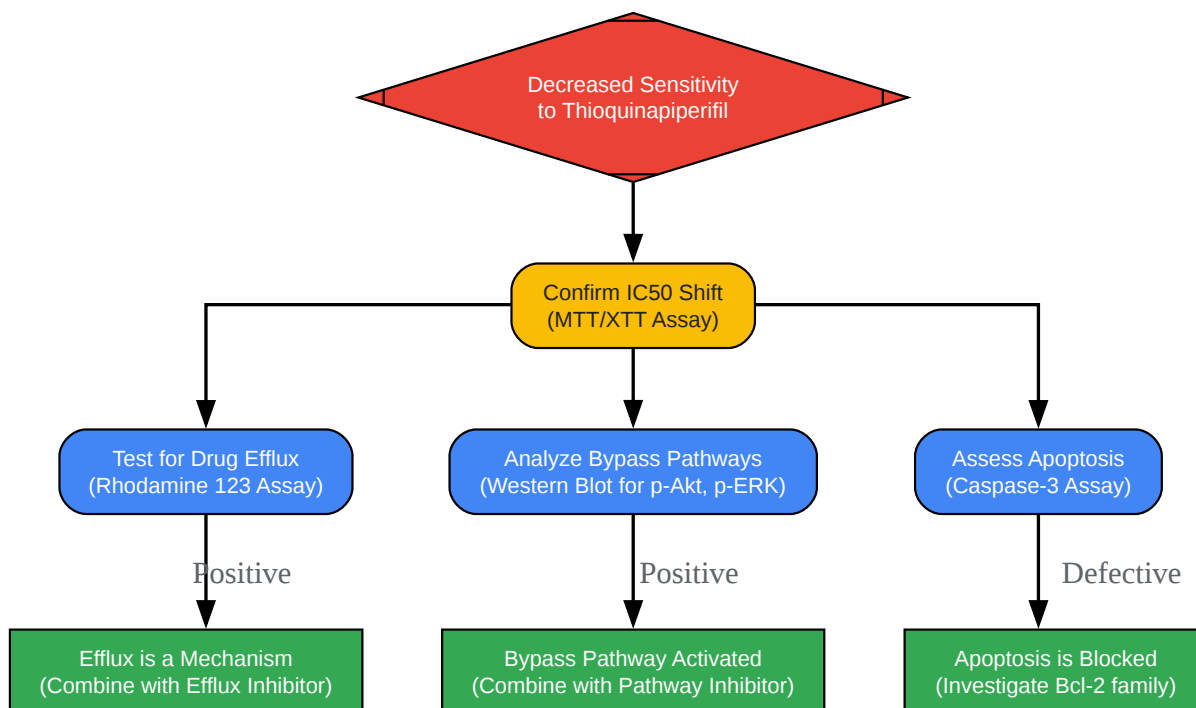 Decreased Sensitivity
to Thioquinapiperifil
Confirm IC50 Shift
(MTT/XTT Assay)
Test for Drug Efflux
(Rhodamine 123 Assay)
Analyze Bypass Pathways
(Western Blot for p-Akt, p-ERK)
Assess Apoptosis
(Caspase-3 Assay)
Positive
Positive
Defective
Efflux is a Mechanism
(Combine with Efflux Inhibitor)
Bypass Pathway Activated
(Combine with Pathway Inhibitor)
Apoptosis is Blocked
(Investigate Bcl-2 family)